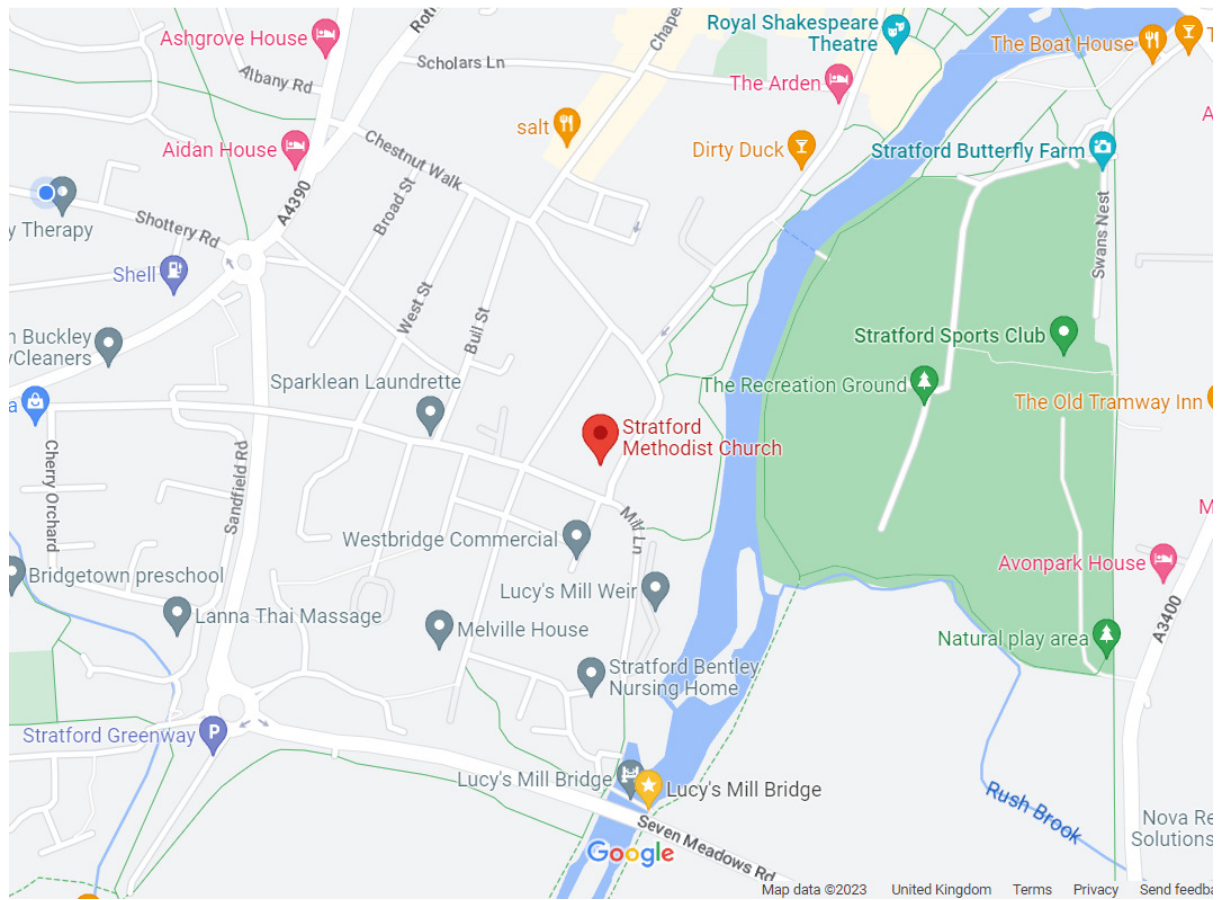 Ashgrove House
Albany Rd
Scholars Ln
Chapel
Royal Shakespeare
Theatre
The Boat House
The Arden
salt
Aidan House
Chestnut Walk
Dirty Duck
Stratford Butterfly Farm
A4390
Broad St
y Therapy
Shottery Rd
Shell
Swans Nest
West St
Bull St
n Buckley
yCleaners
Stratford Sports Club
Sparklean Laundrette
The Recreation Ground
The Old Tramway Inn
a
Stratford
Methodist Church
Cherry Orchard
Sandfield Rd
Westbridge Commercial
Mill Ln
M
Avonpark House
Bridgetown preschool
Lucy's Mill Weir
Lanna Thai Massage
Melville House
A3400
Natural play area
Stratford Bentley
Nursing Home
Stratford Greenway
P
Lucy's Mill Bridge
Lucy's Mill Bridge
Rush Brook
Seven Meadows Rd
Nova Re
Solutions
Google
Map data ©2023 United Kingdom Terms Privacy Send feedba